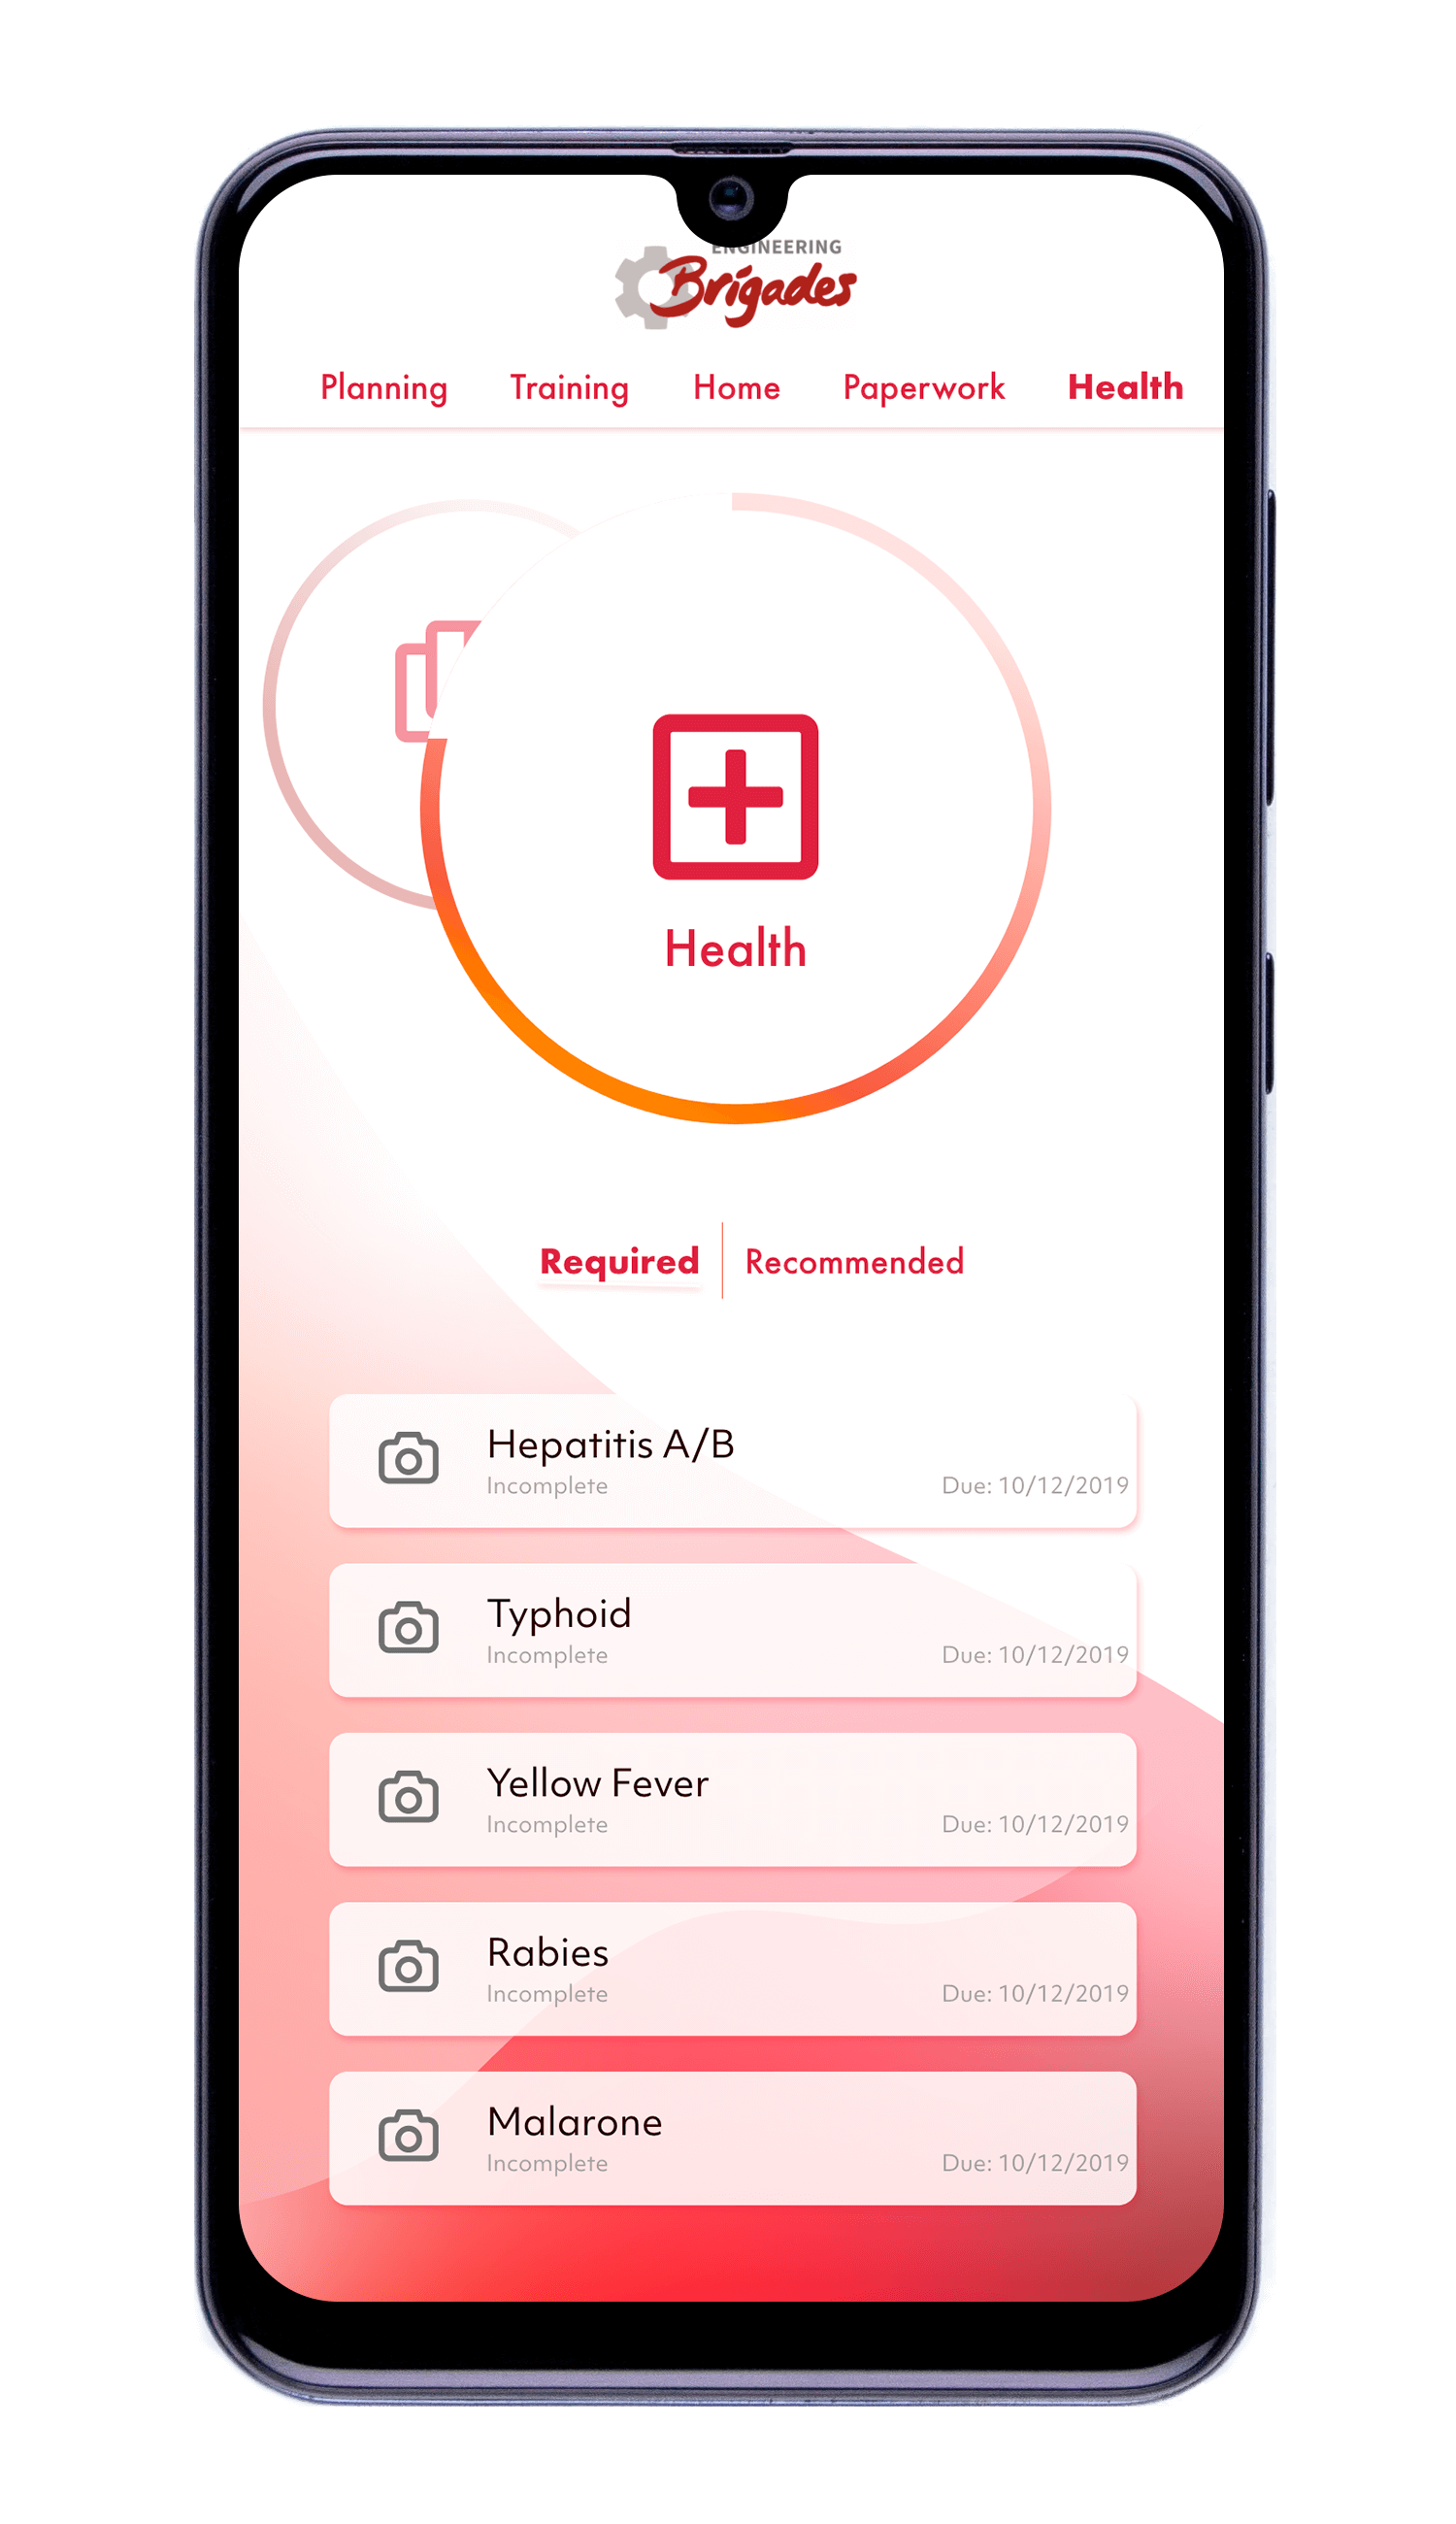 ENGINEERING
Brigades
Planning Training Home Paperwork Health
Health
Required Recommended
Hepatitis A/B
Incomplete Due: 10/12/2019
Typhoid
Incomplete Due: 10/12/2019
Yellow Fever
Incomplete Due: 10/12/2019
Rabies
Incomplete Due: 10/12/2019
Malarone
Incomplete Due: 10/12/2019